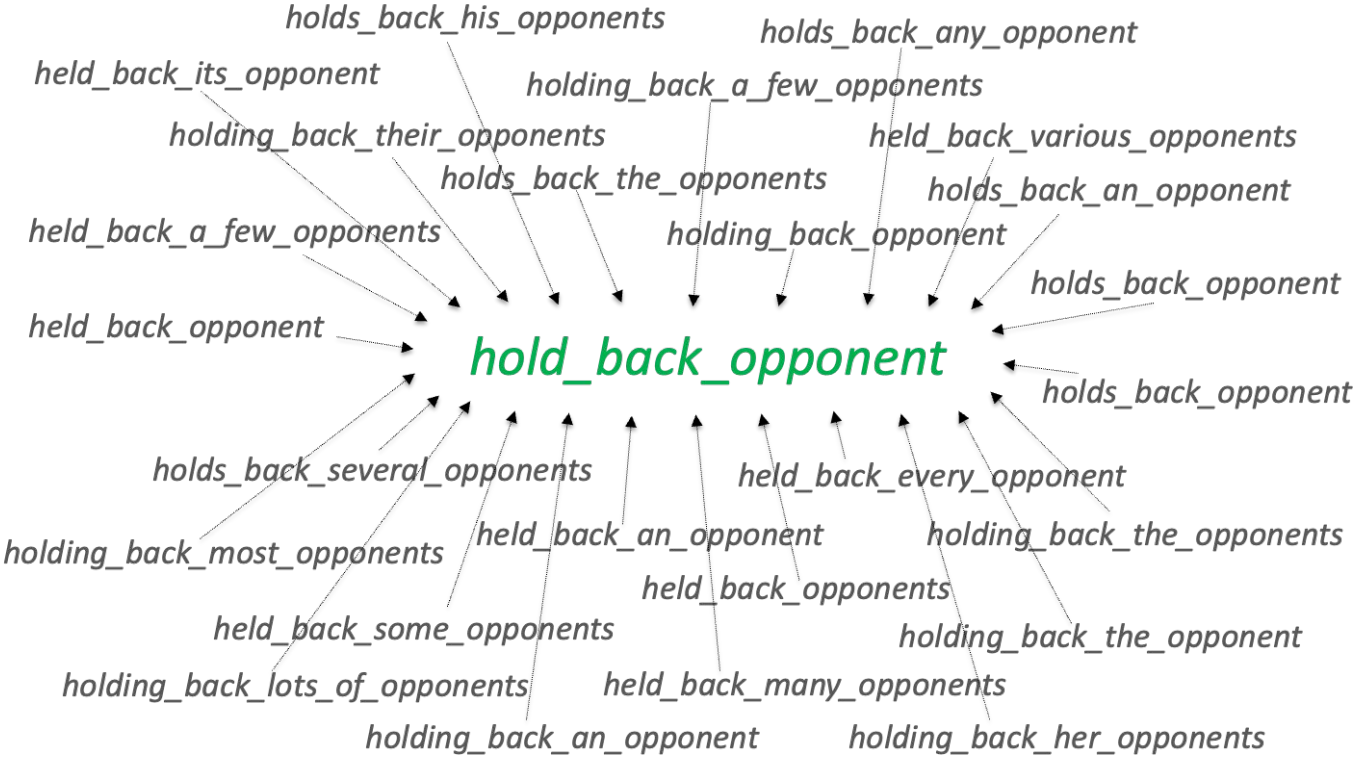 holds_back_his_opponents
holds_back_any_opponent
held_back_its_opponent
holding_back_a_few_opponents
holding_back_their_opponents
held_back_various_opponents
holds_back_the_opponents
holds_back_an_opponent
held_back_a_few_opponents
holding_back_opponent
holds_back_opponent
held_back_opponent
hold_back_opponent
holds_back_opponent
holds_back_several_opponents
held_back_every_opponent
held_back_an_opponent
holding_back_the_opponents
holding_back_most_opponents
held_back_opponents
held_back_some_opponents
holding_back_the_opponent
holding_back_lots_of_opponents
held_back_many_opponents
holding_back_an_opponent
holding_back_her_opponents